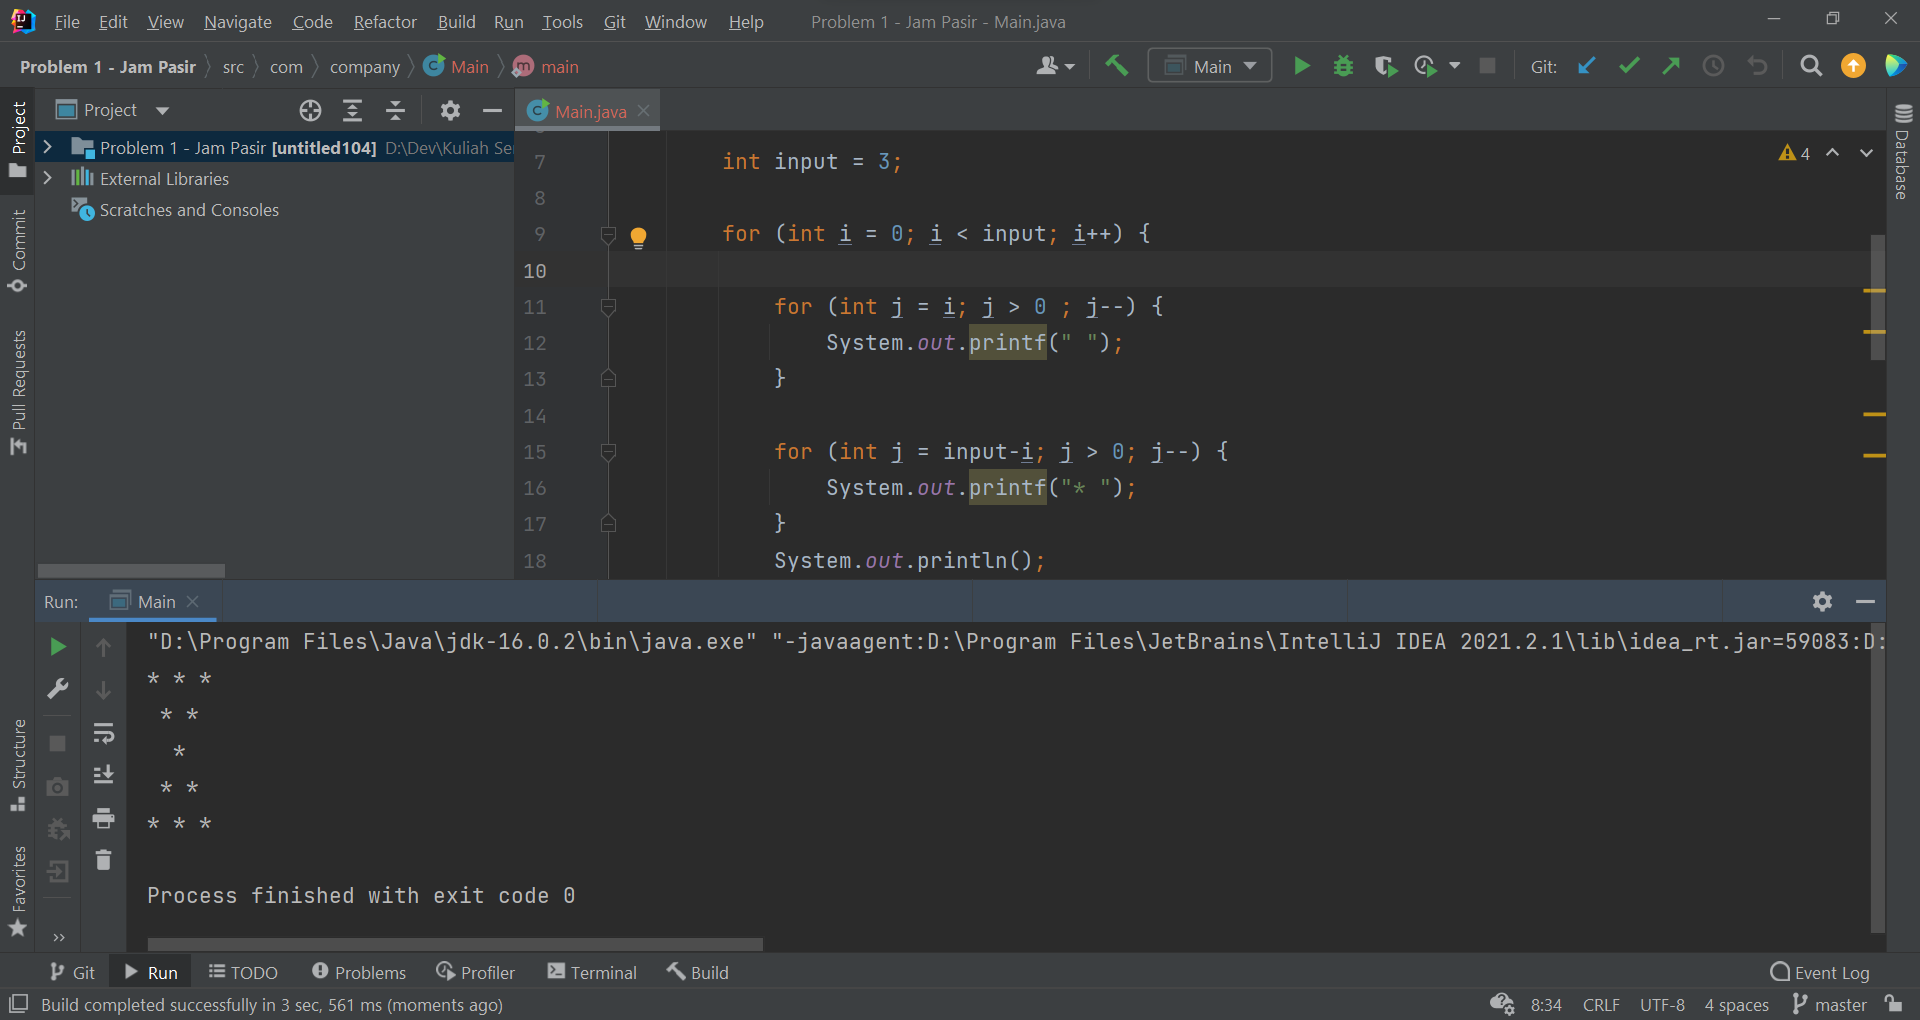 File Edit View Navigate Code Refactor Build Run Tools Git Window Help Problem 1 - Jam Pasir - Main.java
Problem 1 - Jam Pasir src com company Main main
Main Git:
Project
Main.java
Problem 1 - Jam Pasir [untitled104] D:\Dev\Kuliah Se
External Libraries
Scratches and Consoles
Project
Commit
Pull Requests
Structure
Favorites
Database
4
7 int input = 3;
8
9 for (int i = 0; i < input; i++) {
10
11 for (int j = i; j > 0 ; j--) {
12 System.out.printf(" ");
13 }
14
15 for (int j = input-i; j > 0; j--) {
16 System.out.printf("* ");
17 }
18 System.out.println();
Run: Main
"D:\Program Files\Java\jdk-16.0.2\bin\java.exe" "-javaagent:D:\Program Files\JetBrains\IntelliJ IDEA 2021.2.1\lib\idea_rt.jar=59083:D:
* * *
 * *
  *
 * *
* * *
Process finished with exit code 0
Git Run TODO Problems Profiler Terminal Build Event Log
Build completed successfully in 3 sec, 561 ms (moments ago) 8:34 CRLF UTF-8 4 spaces master